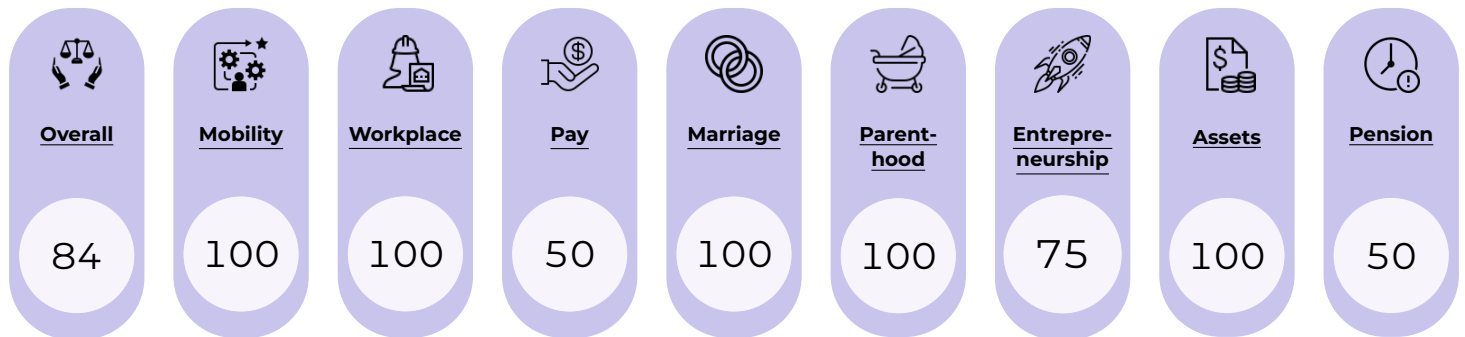 Overall
84
Mobility
100
Workplace
100
Pay
50
Marriage
100
Parent-
hood
100
Entrepre-
neurship
75
$
Assets
100
Pension
50